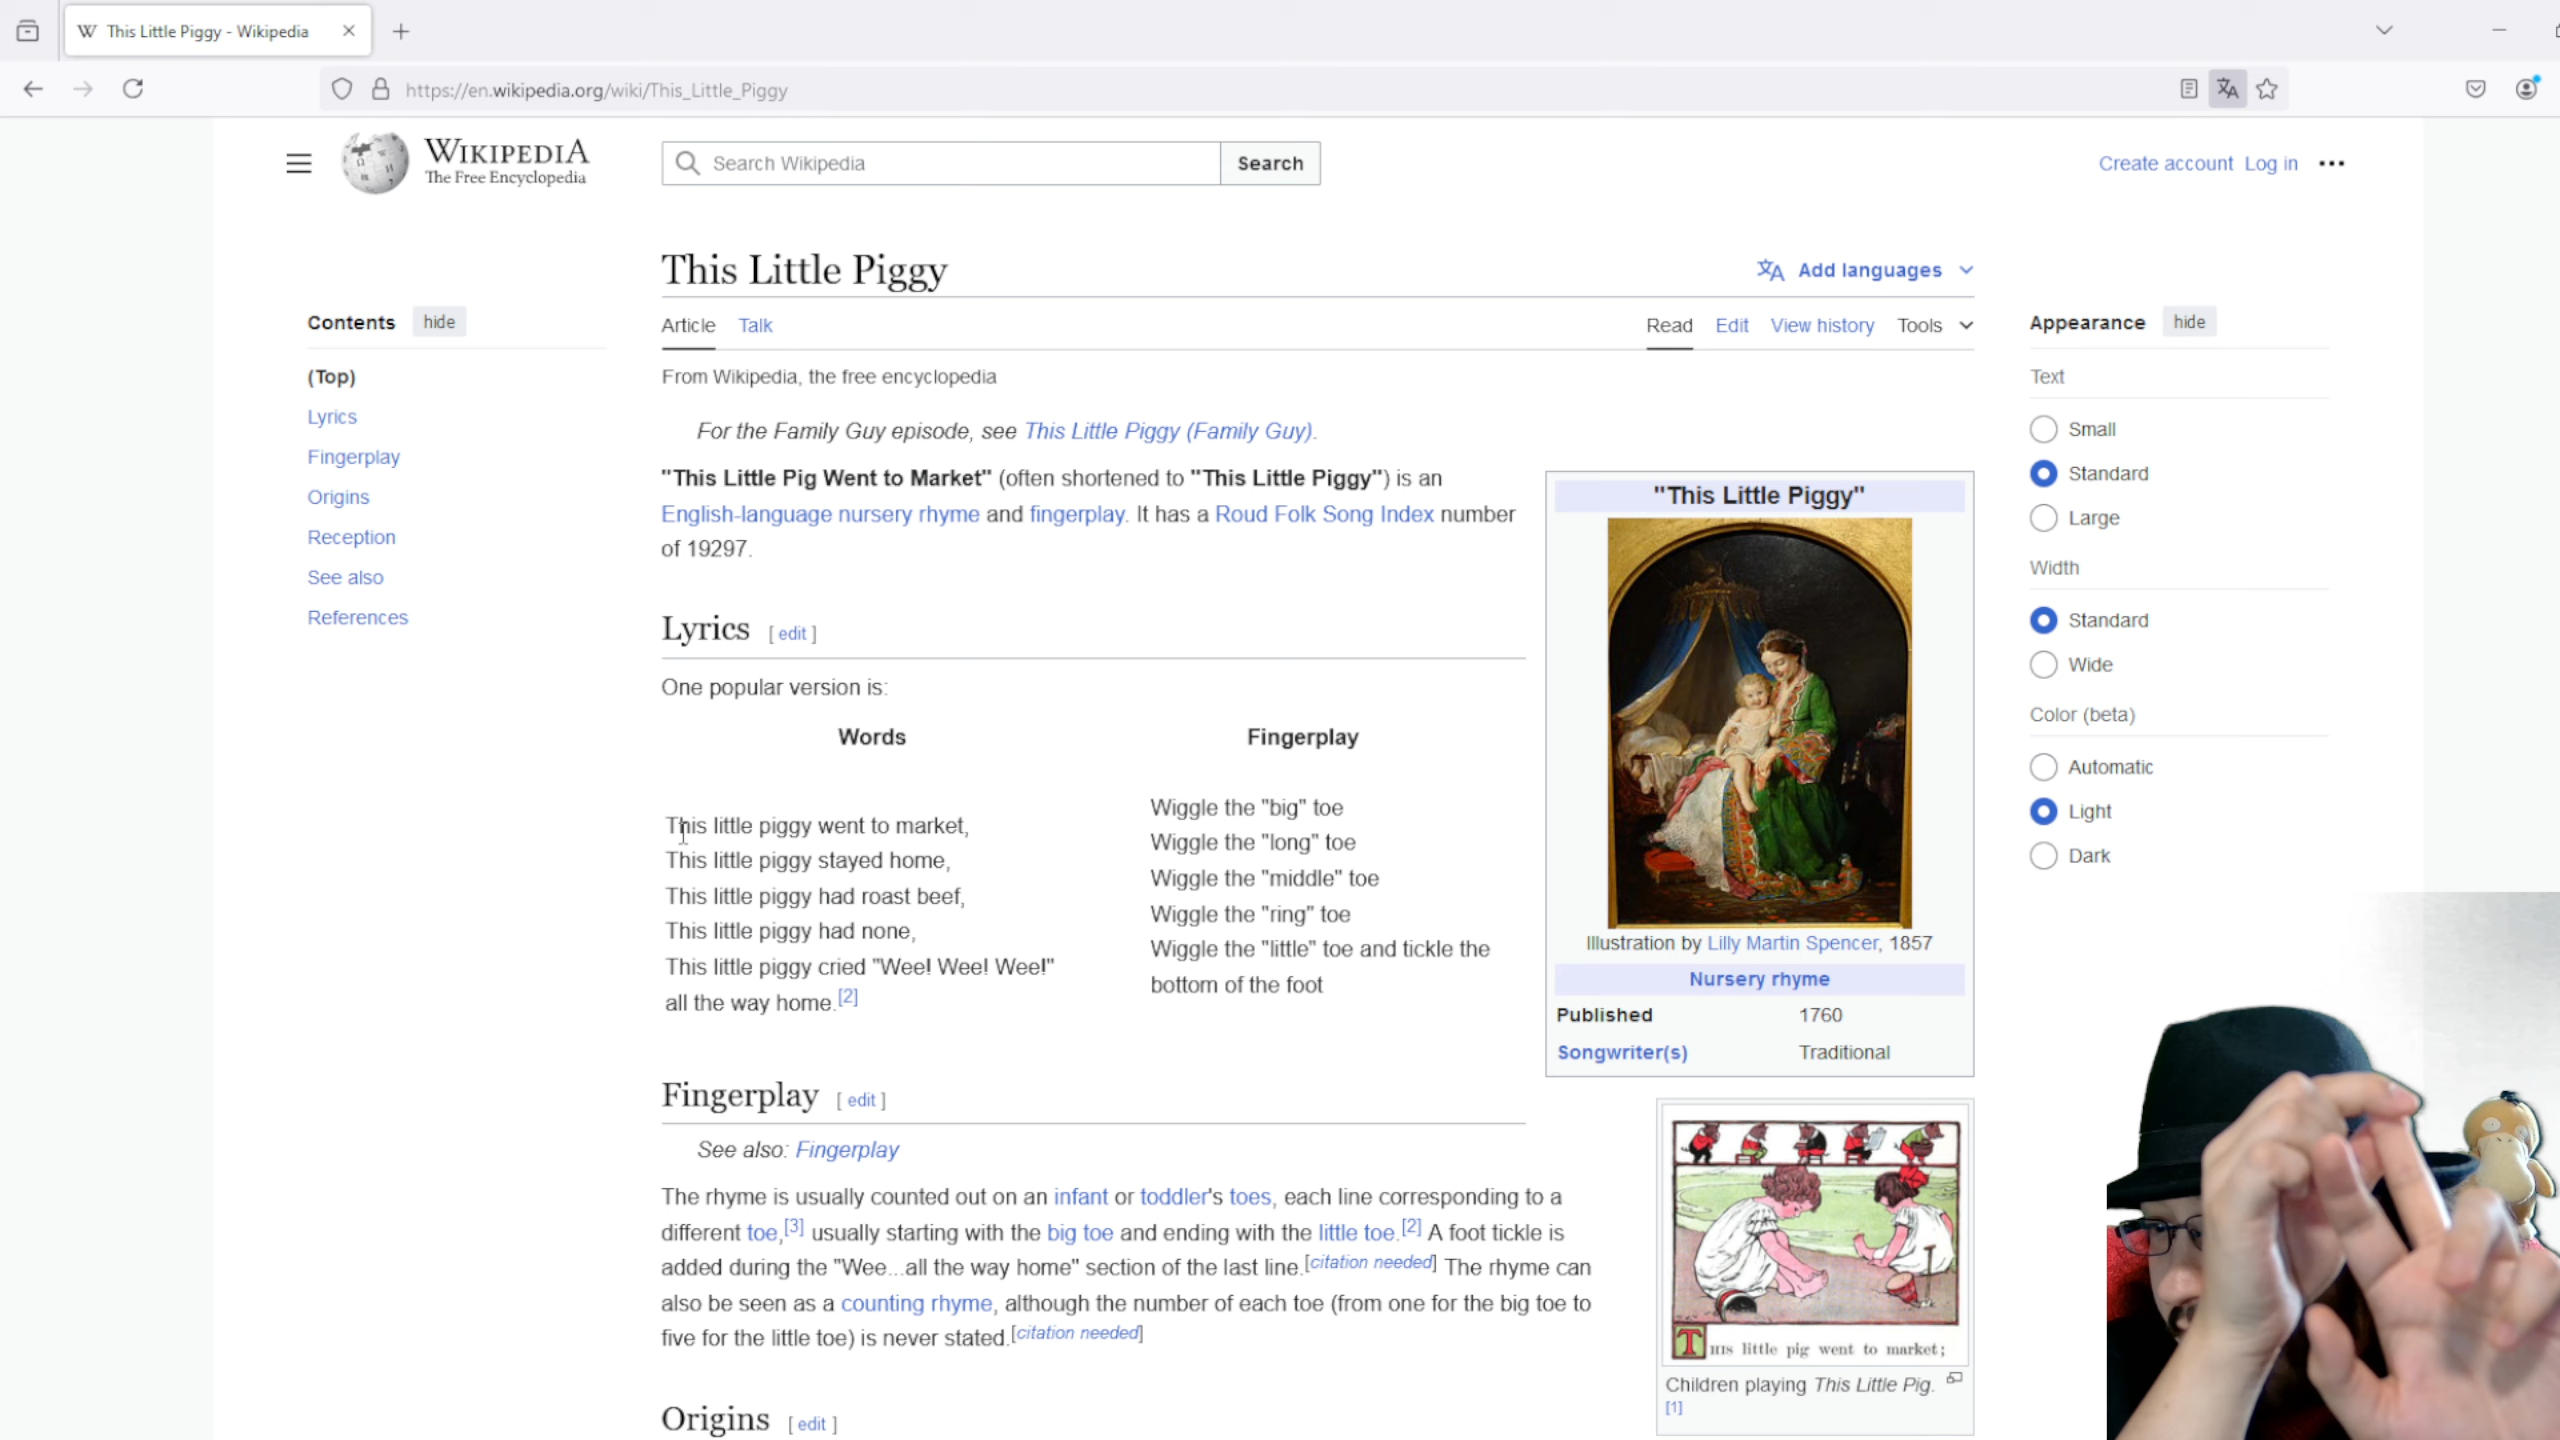 This Little Piggy - Wikipedia
https://en.wikipedia.org/wiki/This_Little_Piggy
WIKIPEDIA
The Free Encyclopedia
Search Wikipedia
Search
Create account Log in
This Little Piggy
Add languages
Contents hide
(Top)
Lyrics
Fingerplay
Origins
Reception
See also
References
Article Talk
Read Edit View history Tools
From Wikipedia, the free encyclopedia
For the Family Guy episode, see This Little Piggy (Family Guy).
"This Little Pig Went to Market" (often shortened to "This Little Piggy") is an
English-language nursery rhyme and fingerplay. It has a Roud Folk Song Index number
of 19297.
Lyrics [ edit ]
One popular version is:
Words
This little piggy went to market,
This little piggy stayed home,
This little piggy had roast beef,
This little piggy had none,
This little piggy cried "Wee! Wee! Wee!"
all the way home.[2]
Fingerplay
Wiggle the "big" toe
Wiggle the "long" toe
Wiggle the "middle" toe
Wiggle the "ring" toe
Wiggle the "little" toe and tickle the
bottom of the foot
Fingerplay [ edit ]
See also: Fingerplay
The rhyme is usually counted out on an infant or toddler's toes, each line corresponding to a
different toe,[3] usually starting with the big toe and ending with the little toe.[2] A foot tickle is
added during the "Wee...all the way home" section of the last line.[citation needed] The rhyme can
also be seen as a counting rhyme, although the number of each toe (from one for the big toe to
five for the little toe) is never stated.[citation needed]
Origins [ edit ]
"This Little Piggy"
Illustration by Lilly Martin Spencer, 1857
Nursery rhyme
Published 1760
Songwriter(s) Traditional
THIS little pig went to market;
Children playing This Little Pig.
[1]
Appearance hide
Text
Small
Standard
Large
Width
Standard
Wide
Color (beta)
Automatic
Light
Dark